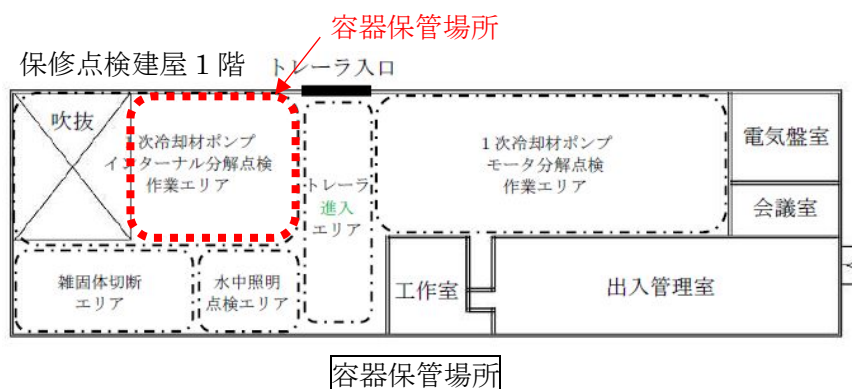 容器保管場所
保修点検建屋1階
トレーラ入口
吹抜
1次冷却材ポンプ
インターナル分解点検
作業エリア
トレーラ
進入
エリア
1次冷却材ポンプ
モータ分解点検
作業エリア
電気盤室
会議室
雑固体切断
エリア
水中照明
点検エリア
工作室
出入管理室
容器保管場所